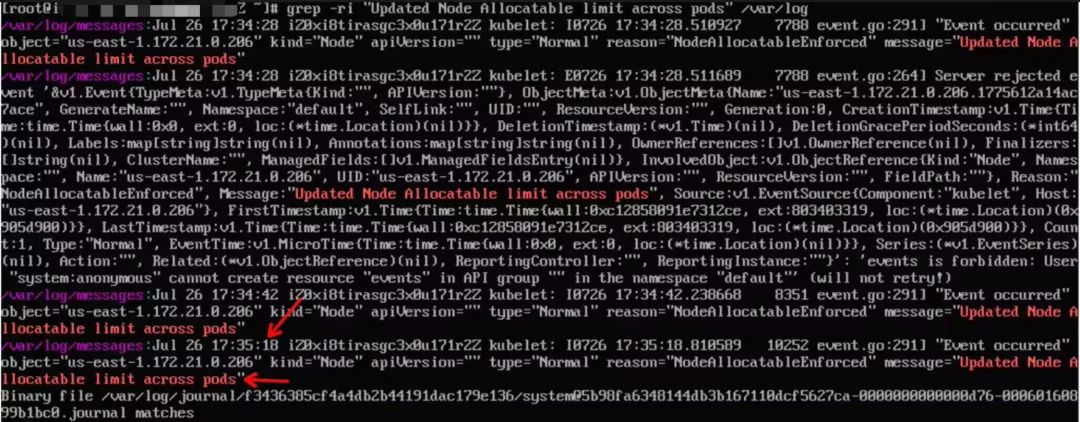 [root@i Z ~]# grep -ri "Updated Node Allocatable limit across pods" /var/log
/var/log/messages:Jul 26 17:34:28 i20xi8tirasgc3x0u171r2Z kubelet: I0726 17:34:28.510927    7788 event.go:291] "Event occurred"
object="us-east-1.172.21.0.206" kind="Node" apiVersion="" type="Normal" reason="NodeAllocatableEnforced" message="Updated Node A
llocatable limit across pods"
/var/log/messages:Jul 26 17:34:28 i20xi8tirasgc3x0u171r2Z kubelet: E0726 17:34:28.511689    7788 event.go:264] Server rejected e
vent '&v1.Event{TypeMeta:v1.TypeMeta{Kind:"", APIVersion:""}, ObjectMeta:v1.ObjectMeta{Name:"us-east-1.172.21.0.206.1775612a14ac
7ace", GenerateName:"", Namespace:"default", SelfLink:"", UID:"", ResourceVersion:"", Generation:0, CreationTimestamp:v1.Time{Ti
me:time.Time{wall:0x0, ext:0, loc:(*time.Location)(nil)}}, DeletionTimestamp:(*v1.Time)(nil), DeletionGracePeriodSeconds:(*int64
)(nil), Labels:map[string]string(nil), Annotations:map[string]string(nil), OwnerReferences:[]v1.OwnerReference(nil), Finalizers:
[]string(nil), ClusterName:"", ManagedFields:[]v1.ManagedFieldsEntry(nil)}, InvolvedObject:v1.ObjectReference{Kind:"Node", Names
pace:"", Name:"us-east-1.172.21.0.206", UID:"us-east-1.172.21.0.206", APIVersion:"", ResourceVersion:"", FieldPath:""}, Reason:"
NodeAllocatableEnforced", Message:"Updated Node Allocatable limit across pods", Source:v1.EventSource{Component:"kubelet", Host:
"us-east-1.172.21.0.206"}, FirstTimestamp:v1.Time{Time:time.Time{wall:0xc12858091e7312ce, ext:803403319, loc:(*time.Location)(0x
905d900)}}, LastTimestamp:v1.Time{Time:time.Time{wall:0xc12858091e7312ce, ext:803403319, loc:(*time.Location)(0x905d900)}}, Coun
t:1, Type:"Normal", EventTime:v1.MicroTime{Time:time.Time{wall:0x0, ext:0, loc:(*time.Location)(nil)}}, Series:(*v1.EventSeries)
(nil), Action:"", Related:(*v1.ObjectReference)(nil), ReportingController:"", ReportingInstance:""}': 'events is forbidden: User
 "system:anonymous" cannot create resource "events" in API group "" in the namespace "default"' (will not retry!)
/var/log/messages:Jul 26 17:34:42 i20xi8tirasgc3x0u171r2Z kubelet: I0726 17:34:42.238668    8351 event.go:291] "Event occurred"
object="us-east-1.172.21.0.206" kind="Node" apiVersion="" type="Normal" reason="NodeAllocatableEnforced" message="Updated Node A
llocatable limit across pods"
/var/log/messages:Jul 26 17:35:18 i20xi8tirasgc3x0u171r2Z kubelet: I0726 17:35:18.810589   10252 event.go:291] "Event occurred"
object="us-east-1.172.21.0.206" kind="Node" apiVersion="" type="Normal" reason="NodeAllocatableEnforced" message="Updated Node A
llocatable limit across pods"
Binary file /var/log/journal/f3436385cf4a4db2b44191dac179e136/system@5b98fa6348144db3b167110dcf5627ca-0000000000000d76-000601608
99b1bc0.journal matches